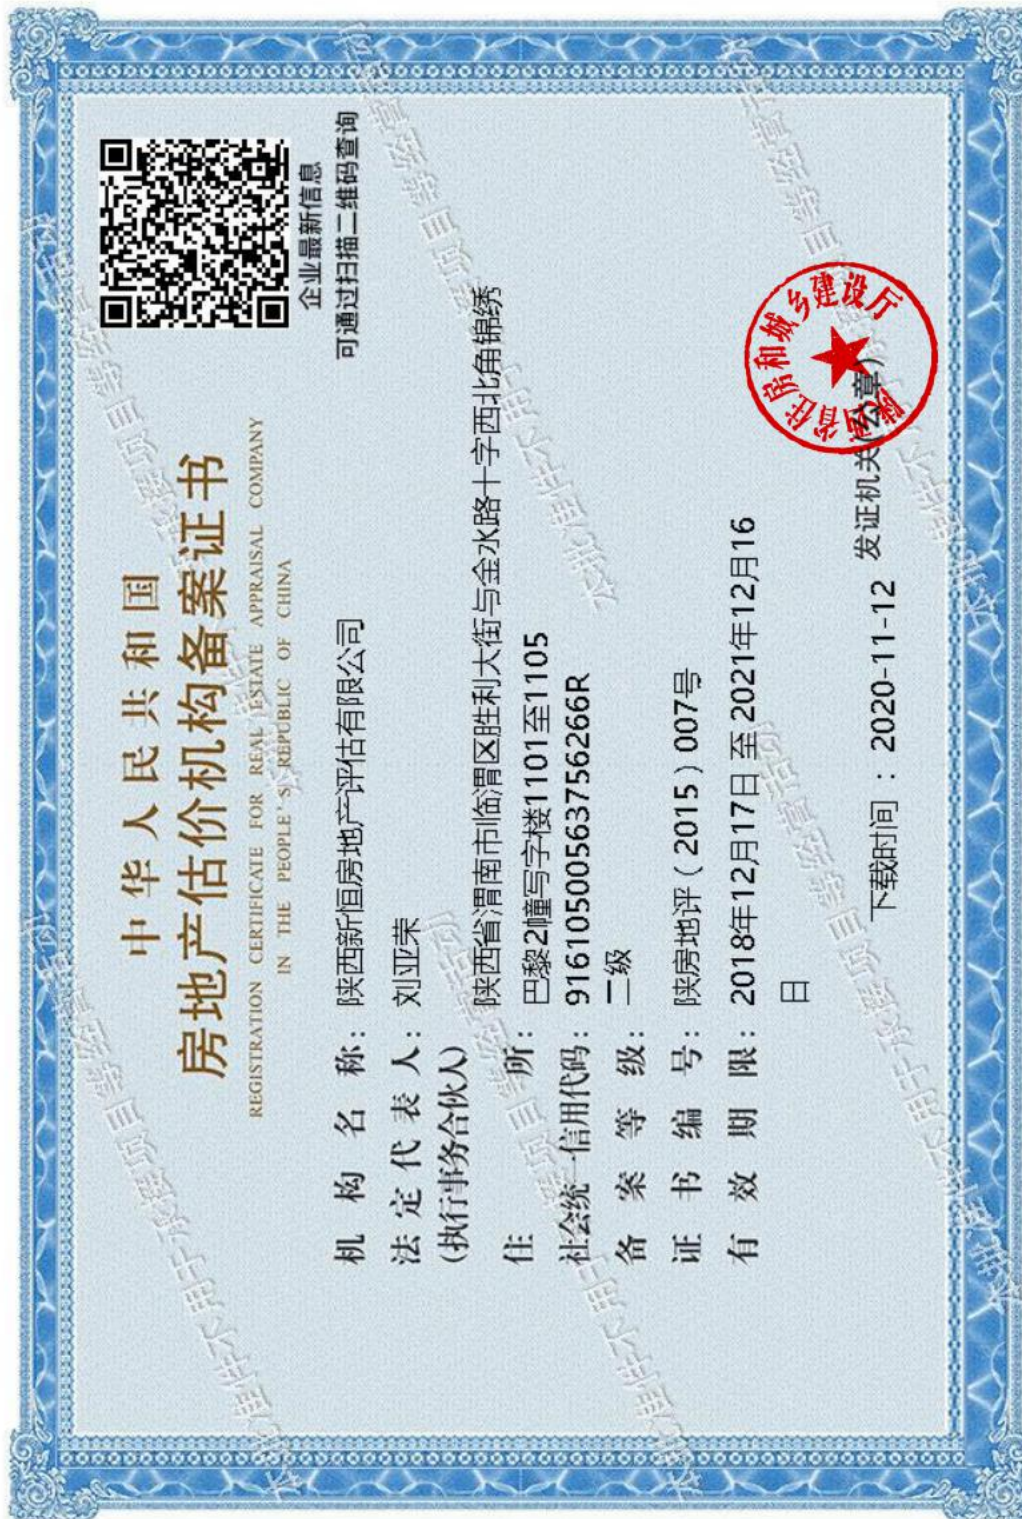 中华人民共和国
房地产估价机构备案证书
REGISTRATION CERTIFICATE FOR REAL ESTATE APPRAISAL COMPANY
IN THE PEOPLE'S REPUBLIC OF CHINA
企业最新信息
可通过扫描二维码查询
机构名称：陕西新恒房地产评估有限公司
法定代表人：刘亚荣
(执行事务合伙人)
住所：陕西省渭南市临渭区胜利大街与金水路十字西北角锦绣
巴黎2幢写字楼1101至1105
社会统一信用代码：91610500563756266R
备案等级：二级
证书编号：陕房地评（2015）007号
有效期限：2018年12月17日 至 2021年12月16
日
发证机关(公章)
陕西省住房和城乡建设厅
下载时间：2020-11-12